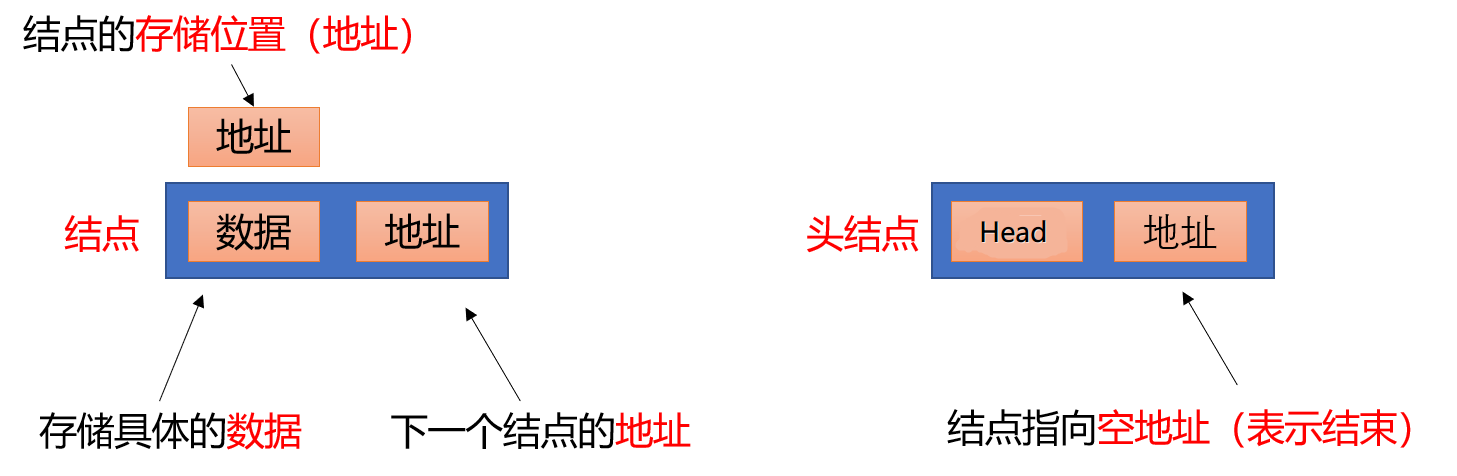 结点的存储位置（地址）
地址
结点
数据
地址
存储具体的数据
下一个结点的地址
头结点
Head
地址
结点指向空地址（表示结束）